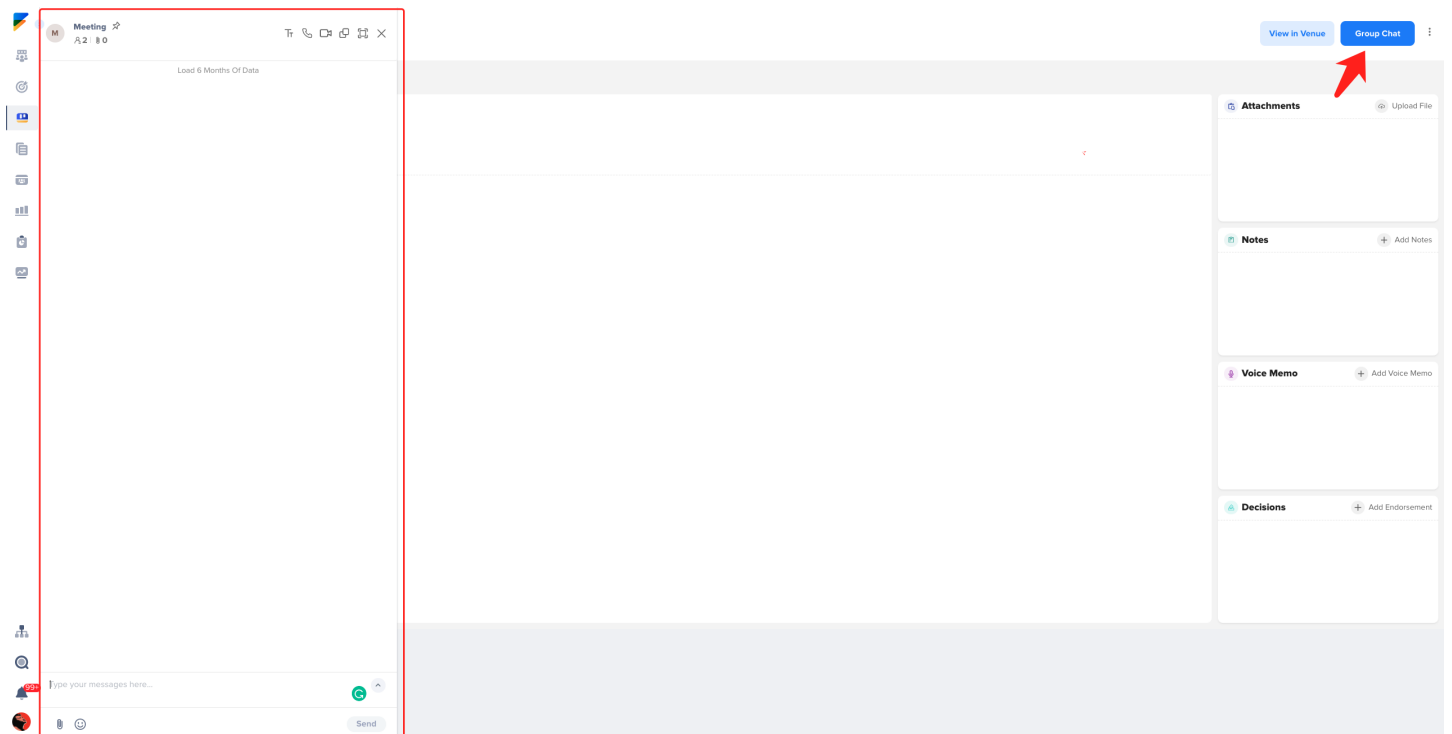 M
Meeting
2
0
Load 6 Months Of Data
View in Venue
Group Chat
Attachments
Upload File
Notes
Add Notes
Voice Memo
Add Voice Memo
Decisions
Add Endorsement
99+
Type your messages here...
Send